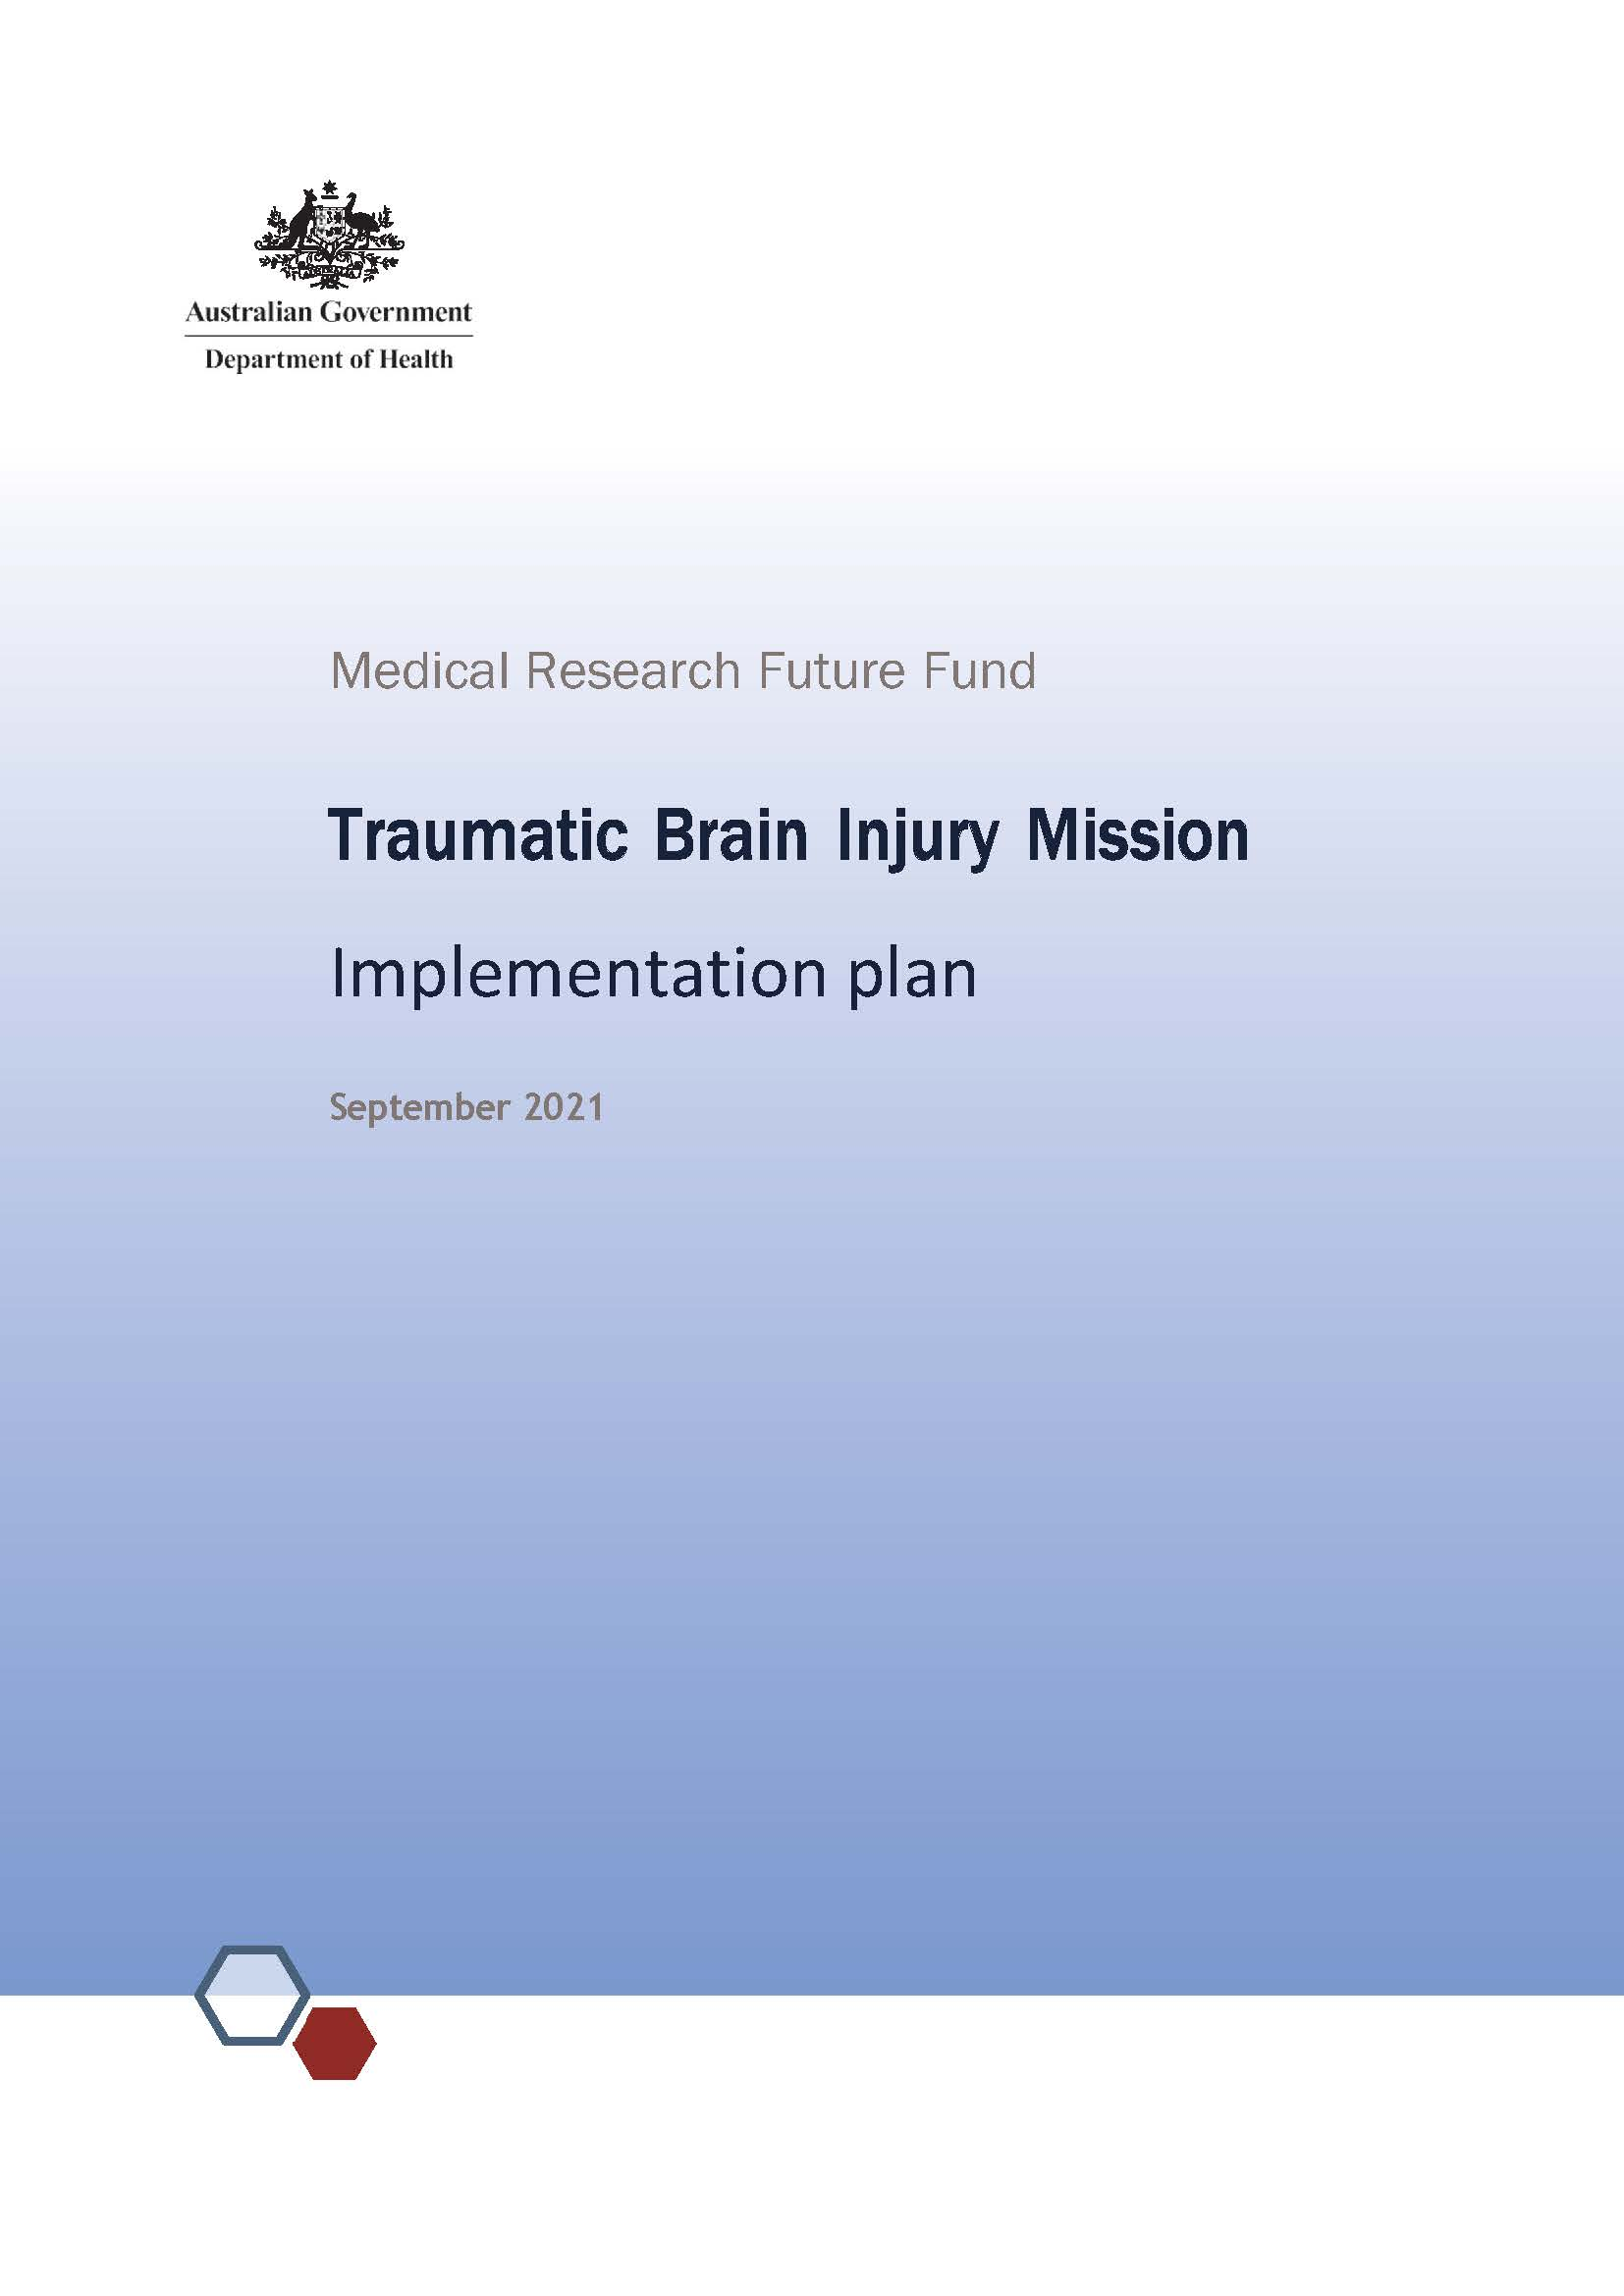 Australian Government
Department of Health
Medical Research Future Fund
Traumatic Brain Injury Mission
Implementation plan
September 2021